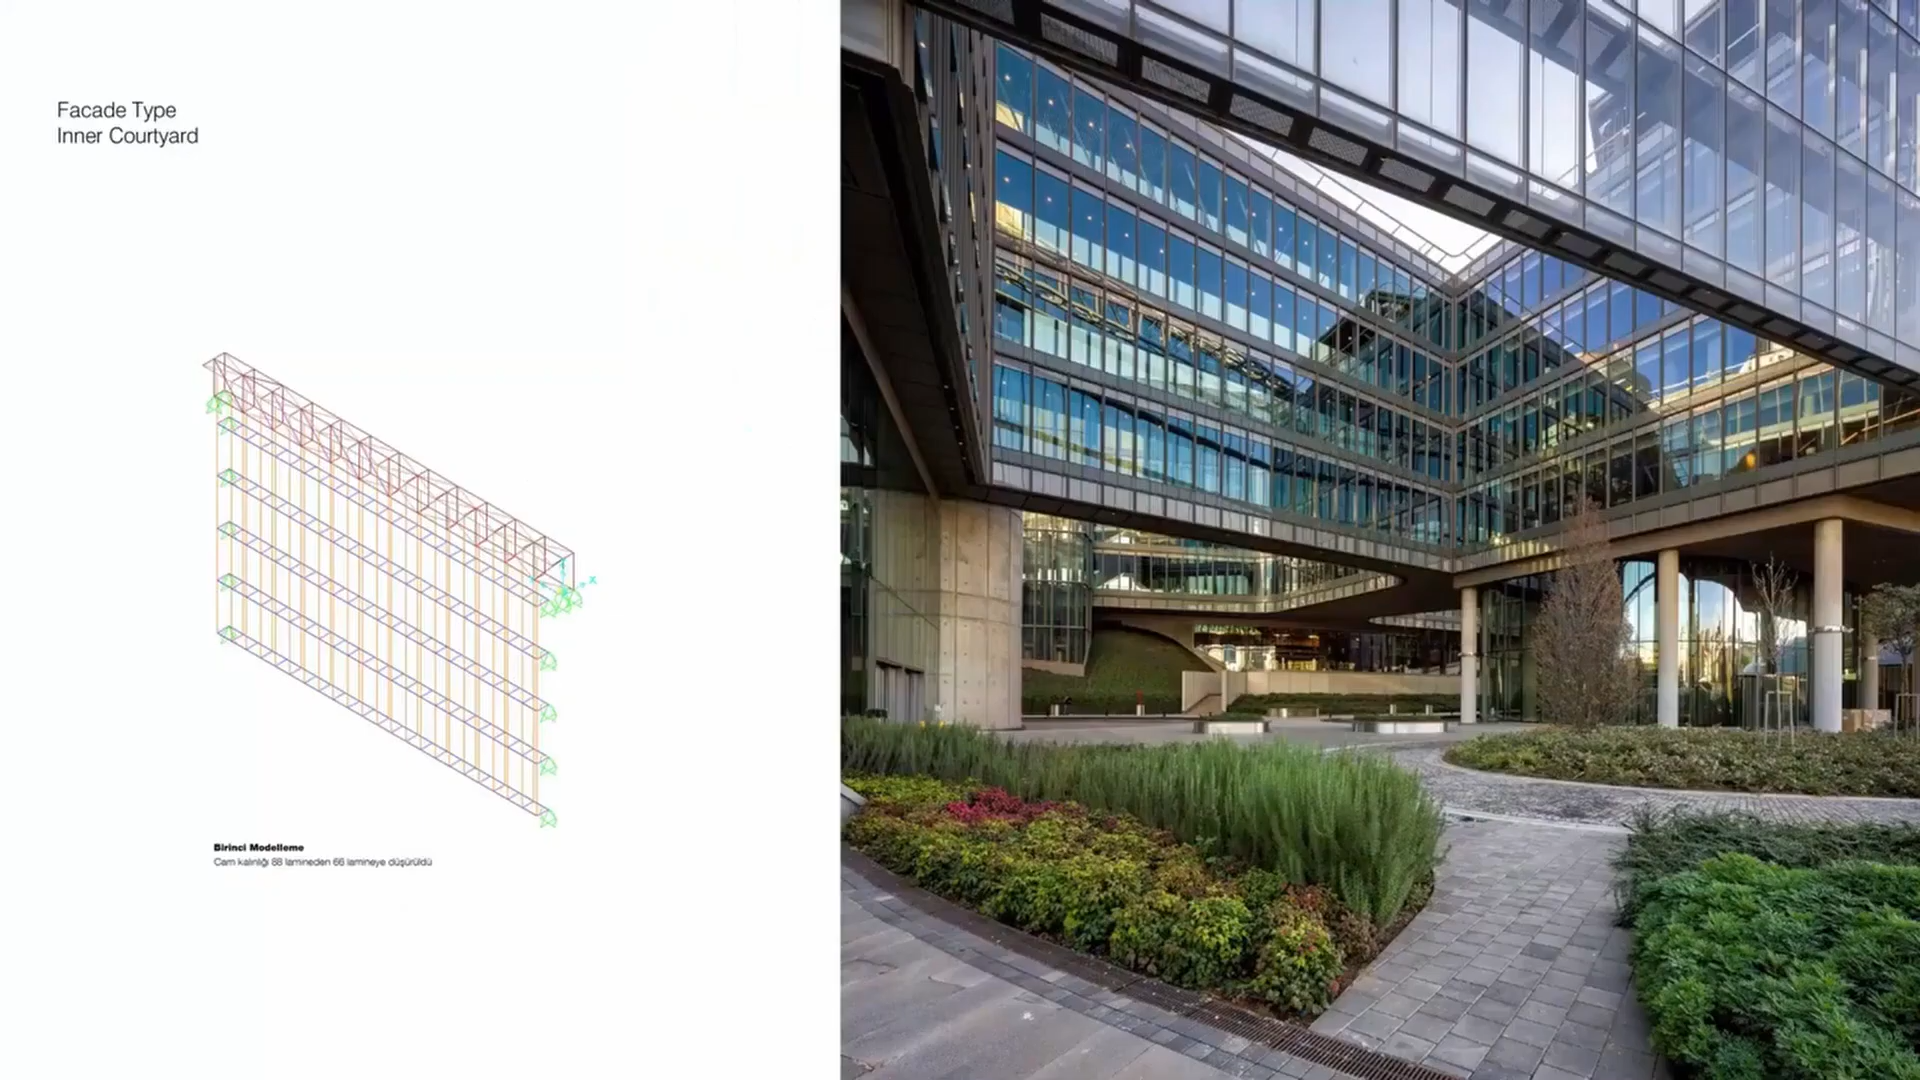 Facade Type
Inner Courtyard
X
Birinci Modelleme
Cam kalınlığı 88 lamineden 66 lamineye düşürüldü